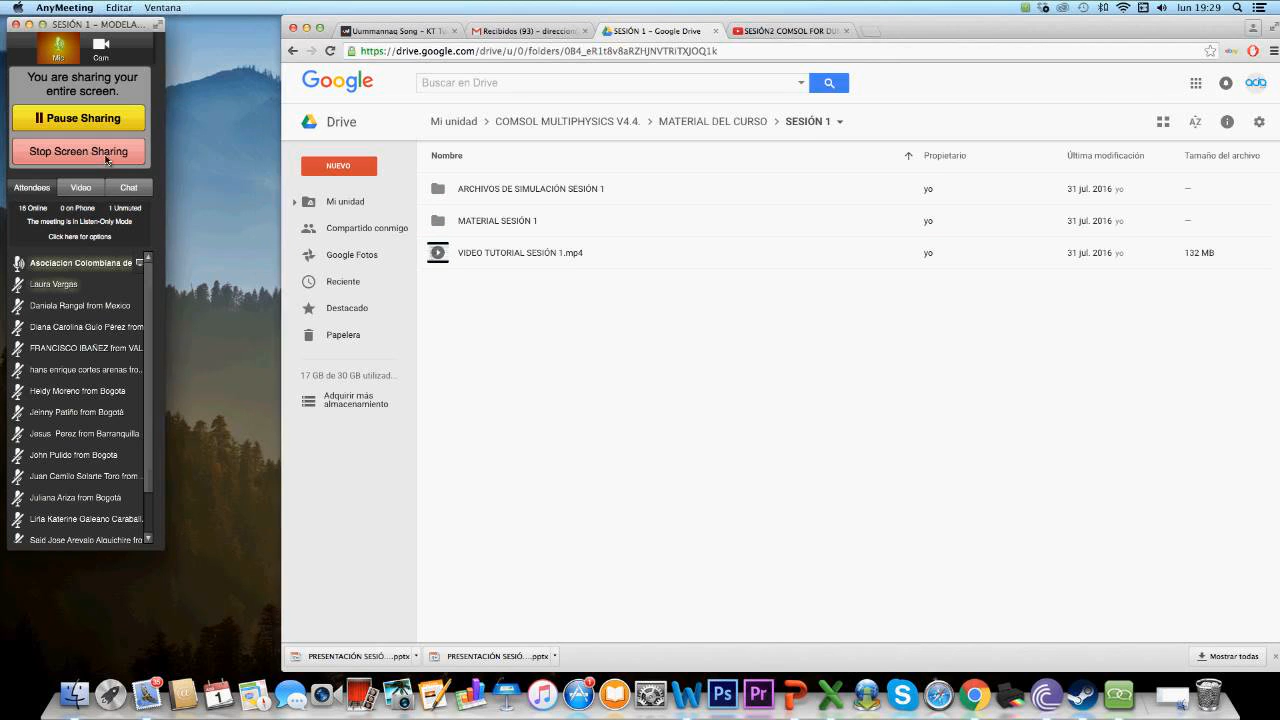 AnyMeeting Editar Ventana
lun 19:29
SESIÓN 1 – MODELA...
Mic Cam
You are sharing your
entire screen.
Pause Sharing
Stop Screen Sharing
Attendees Video Chat
16 Online 0 on Phone 1 Unmuted
The meeting is in Listen-Only Mode
Click here for options
Asociacion Colombiana de
Laura Vargas
Daniela Rangel from Mexico
Diana Carolina Guio Pérez from
FRANCISCO IBAÑEZ from VAL
hans enrique cortes arenas fro...
Heidy Moreno from Bogota
Jeinny Patiño from Bogotá
Jesus Perez from Barranquilla
John Pulido from Bogota
Juan Camilo Solarte Toro from ...
Juliana Ariza from Bogotá
Liria Katerine Galeano Caraball.
Said Jose Arevalo Alquichire fro
Uummannaq Song – KT Tu
Recibidos (93) – direccion
SESIÓN 1 – Google Drive
SESIÓN2 COMSOL FOR DU
https://drive.google.com/drive/u/0/folders/0B4_eR1t8v8aRZHJNVTRiTXJOQ1k
Google
Buscar en Drive
Drive
Mi unidad > COMSOL MULTIPHYSICS V4.4. > MATERIAL DEL CURSO > SESIÓN 1
NUEVO
Mi unidad
Compartido conmigo
Google Fotos
Reciente
Destacado
Papelera
17 GB de 30 GB utilizad...
Adquirir más
almacenamiento
Nombre Propietario Última modificación Tamaño del archivo
ARCHIVOS DE SIMULACIÓN SESIÓN 1 yo 31 jul. 2016 yo —
MATERIAL SESIÓN 1 yo 31 jul. 2016 yo —
VIDEO TUTORIAL SESIÓN 1.mp4 yo 31 jul. 2016 yo 132 MB
PRESENTACIÓN SESIÓ....pptx
PRESENTACIÓN SESIÓ....pptx
Mostrar todas